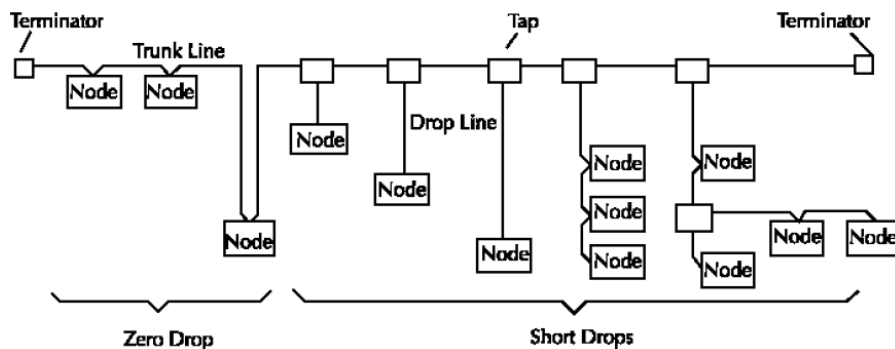 Terminator
Tap
Terminator
Trunk Line
Node
Node
Drop Line
Node
Node
Node
Node
Node
Node
Node
Node
Node
Node
Node
Node
Zero Drop
Short Drops